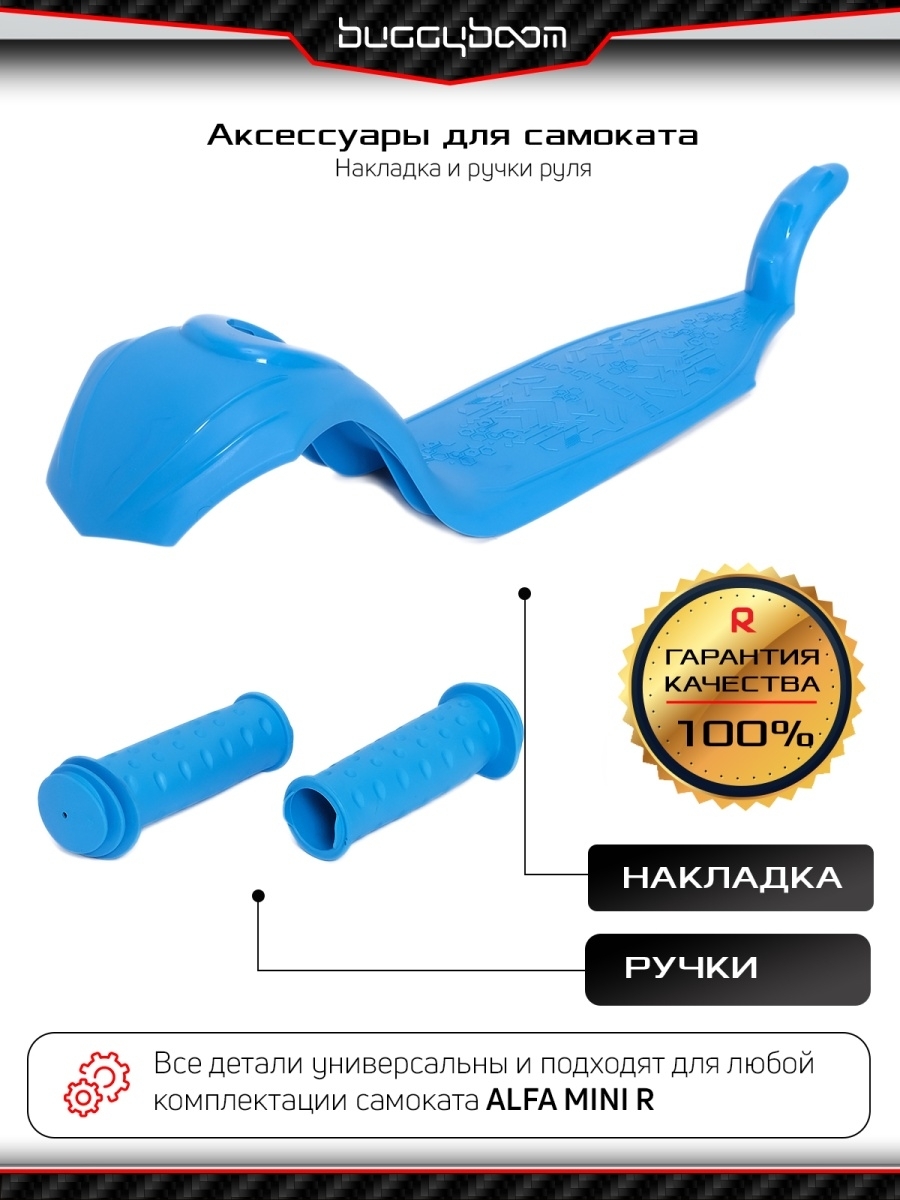 buggyboom
Аксессуары для самоката
Накладка и ручки руля
R
ГАРАНТИЯ
КАЧЕСТВА
100%
НАКЛАДКА
РУЧКИ
Все детали универсальны и подходят для любой
комплектации самоката ALFA MINI R